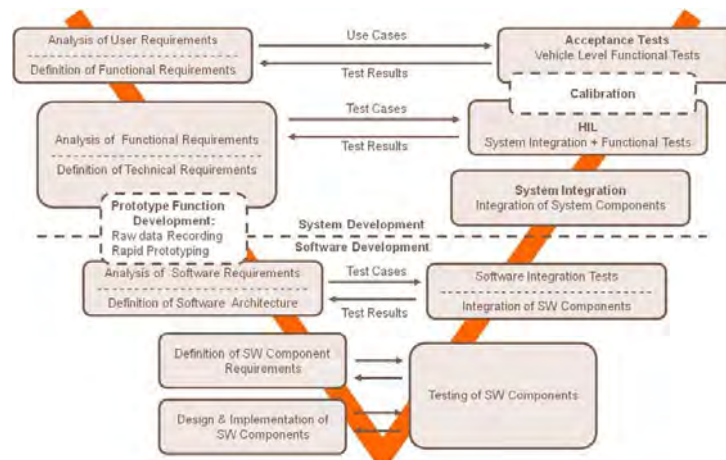 Analysis of User Requirements
Definition of Functional Requirements
Use Cases
Test Results
Acceptance Tests
Vehicle Level Functional Tests
Calibration
Analysis of Functional Requirements
Definition of Technical Requirements
Test Cases
Test Results
HIL
System Integration + Functional Tests
System Integration
Integration of System Components
Prototype Function
Development:
Raw data Recording
Rapid Prototyping
System Development
Software Development
Analysis of Software Requirements
Definition of Software Architecture
Test Cases
Test Results
Software Integration Tests
Integration of SW Components
Definition of SW Component
Requirements
Design & Implementation of
SW Components
Testing of SW Components